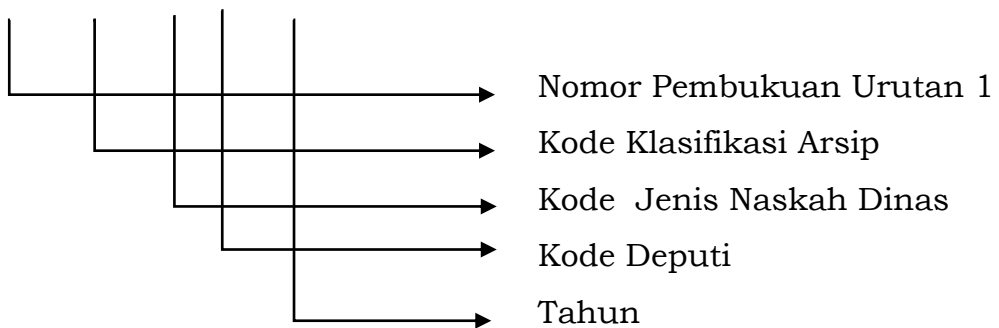 Nomor Pembukuan Urutan 1
Kode Klasifikasi Arsip
Kode Jenis Naskah Dinas
Kode Deputi
Tahun